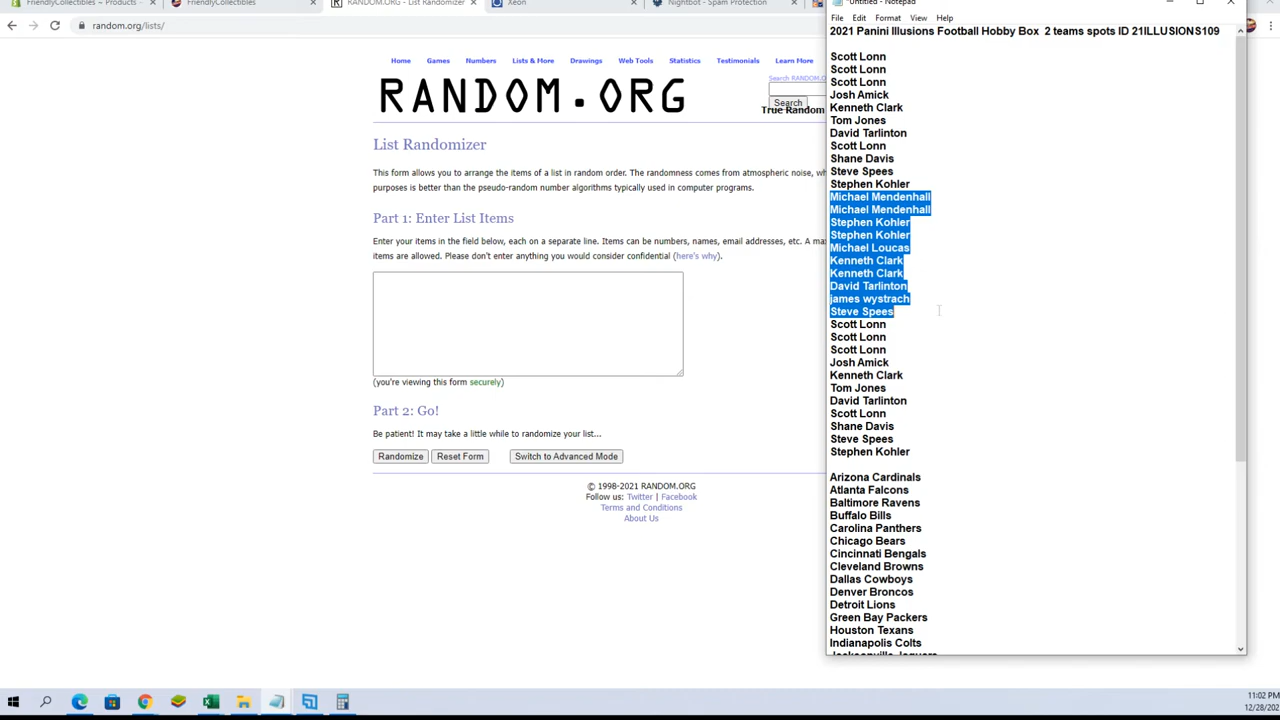 FriendlyCollectibles ~ Products -
FriendlyCollectibles
RANDOM.ORG - List Randomizer
Xeon
Nightbot - Spam Protection
random.org/lists/
Home Games Numbers Lists & More Drawings Web Tools Statistics Testimonials Learn More
Search RANDOM.O
RANDOM.ORG
Search
True Random
List Randomizer
This form allows you to arrange the items of a list in random order. The randomness comes from atmospheric noise, wh
purposes is better than the pseudo-random number algorithms typically used in computer programs.
Part 1: Enter List Items
Enter your items in the field below, each on a separate line. Items can be numbers, names, email addresses, etc. A ma
items are allowed. Please don't enter anything you would consider confidential (here's why).
(you're viewing this form securely)
Part 2: Go!
Be patient! It may take a little while to randomize your list...
Randomize Reset Form Switch to Advanced Mode
© 1998-2021 RANDOM.ORG
Follow us: Twitter | Facebook
Terms and Conditions
About Us
*Untitled - Notepad
File Edit Format View Help
2021 Panini Illusions Football Hobby Box 2 teams spots ID 21ILLUSIONS109
Scott Lonn
Scott Lonn
Scott Lonn
Josh Amick
Kenneth Clark
Tom Jones
David Tarlinton
Scott Lonn
Shane Davis
Steve Spees
Stephen Kohler
Michael Mendenhall
Michael Mendenhall
Stephen Kohler
Stephen Kohler
Michael Loucas
Kenneth Clark
Kenneth Clark
David Tarlinton
james wystrach
Steve Spees
Scott Lonn
Scott Lonn
Scott Lonn
Josh Amick
Kenneth Clark
Tom Jones
David Tarlinton
Scott Lonn
Shane Davis
Steve Spees
Stephen Kohler
Arizona Cardinals
Atlanta Falcons
Baltimore Ravens
Buffalo Bills
Carolina Panthers
Chicago Bears
Cincinnati Bengals
Cleveland Browns
Dallas Cowboys
Denver Broncos
Detroit Lions
Green Bay Packers
Houston Texans
Indianapolis Colts
Jacksonville Jaguars
11:02 PM
12/28/202